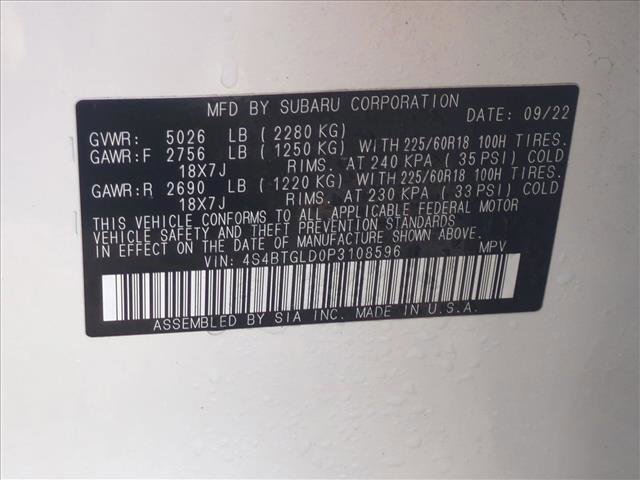 MFD BY SUBARU CORPORATION DATE: 09/22
GVWR: 5026 LB (2280 KG)
GAWR:F 2756 LB (1250 KG) WITH 225/60R18 100H TIRES.
18X7J RIMS. AT 240 KPA (35 PSI) COLD
GAWR:R 2690 LB (1220 KG) WITH 225/60R18 100H TIRES.
18X7J RIMS. AT 230 KPA (33 PSI) COLD
THIS VEHICLE CONFORMS TO ALL APPLICABLE FEDERAL MOTOR
VEHICLE SAFETY AND THEFT PREVENTION STANDARDS
IN EFFECT ON THE DATE OF MANUFACTURE SHOWN ABOVE.
VIN: 4S4BTGLD0P3108596 MPV
ASSEMBLED BY SIA INC. MADE IN U.S.A.